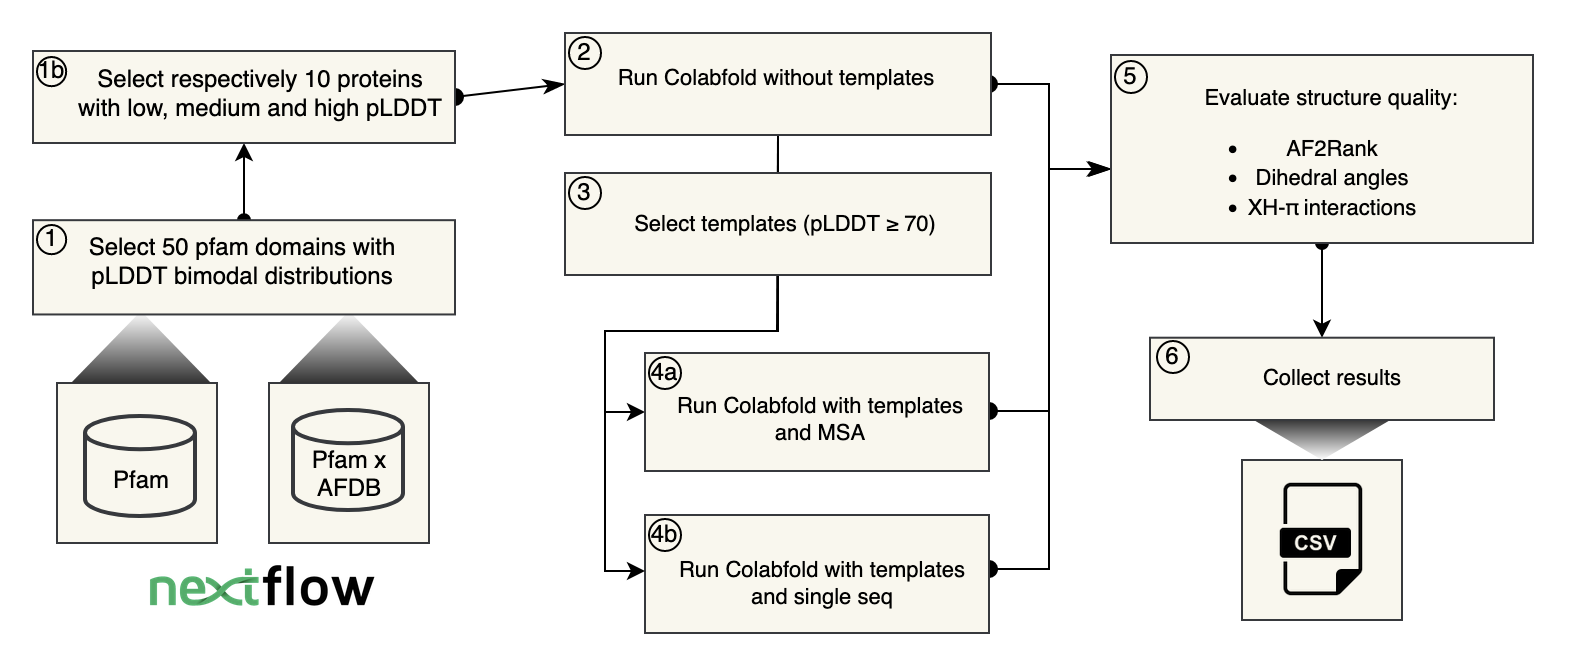 1b
Select respectively 10 proteins
with low, medium and high pLDDT
1
Select 50 pfam domains with
pLDDT bimodal distributions
Pfam
Pfam x
AFDB
nextflow
2
Run Colabfold without templates
3
Select templates (pLDDT ≥ 70)
4a
Run Colabfold with templates
and MSA
4b
Run Colabfold with templates
and single seq
5
Evaluate structure quality:
• AF2Rank
• Dihedral angles
• XH-π interactions
6
Collect results
CSV